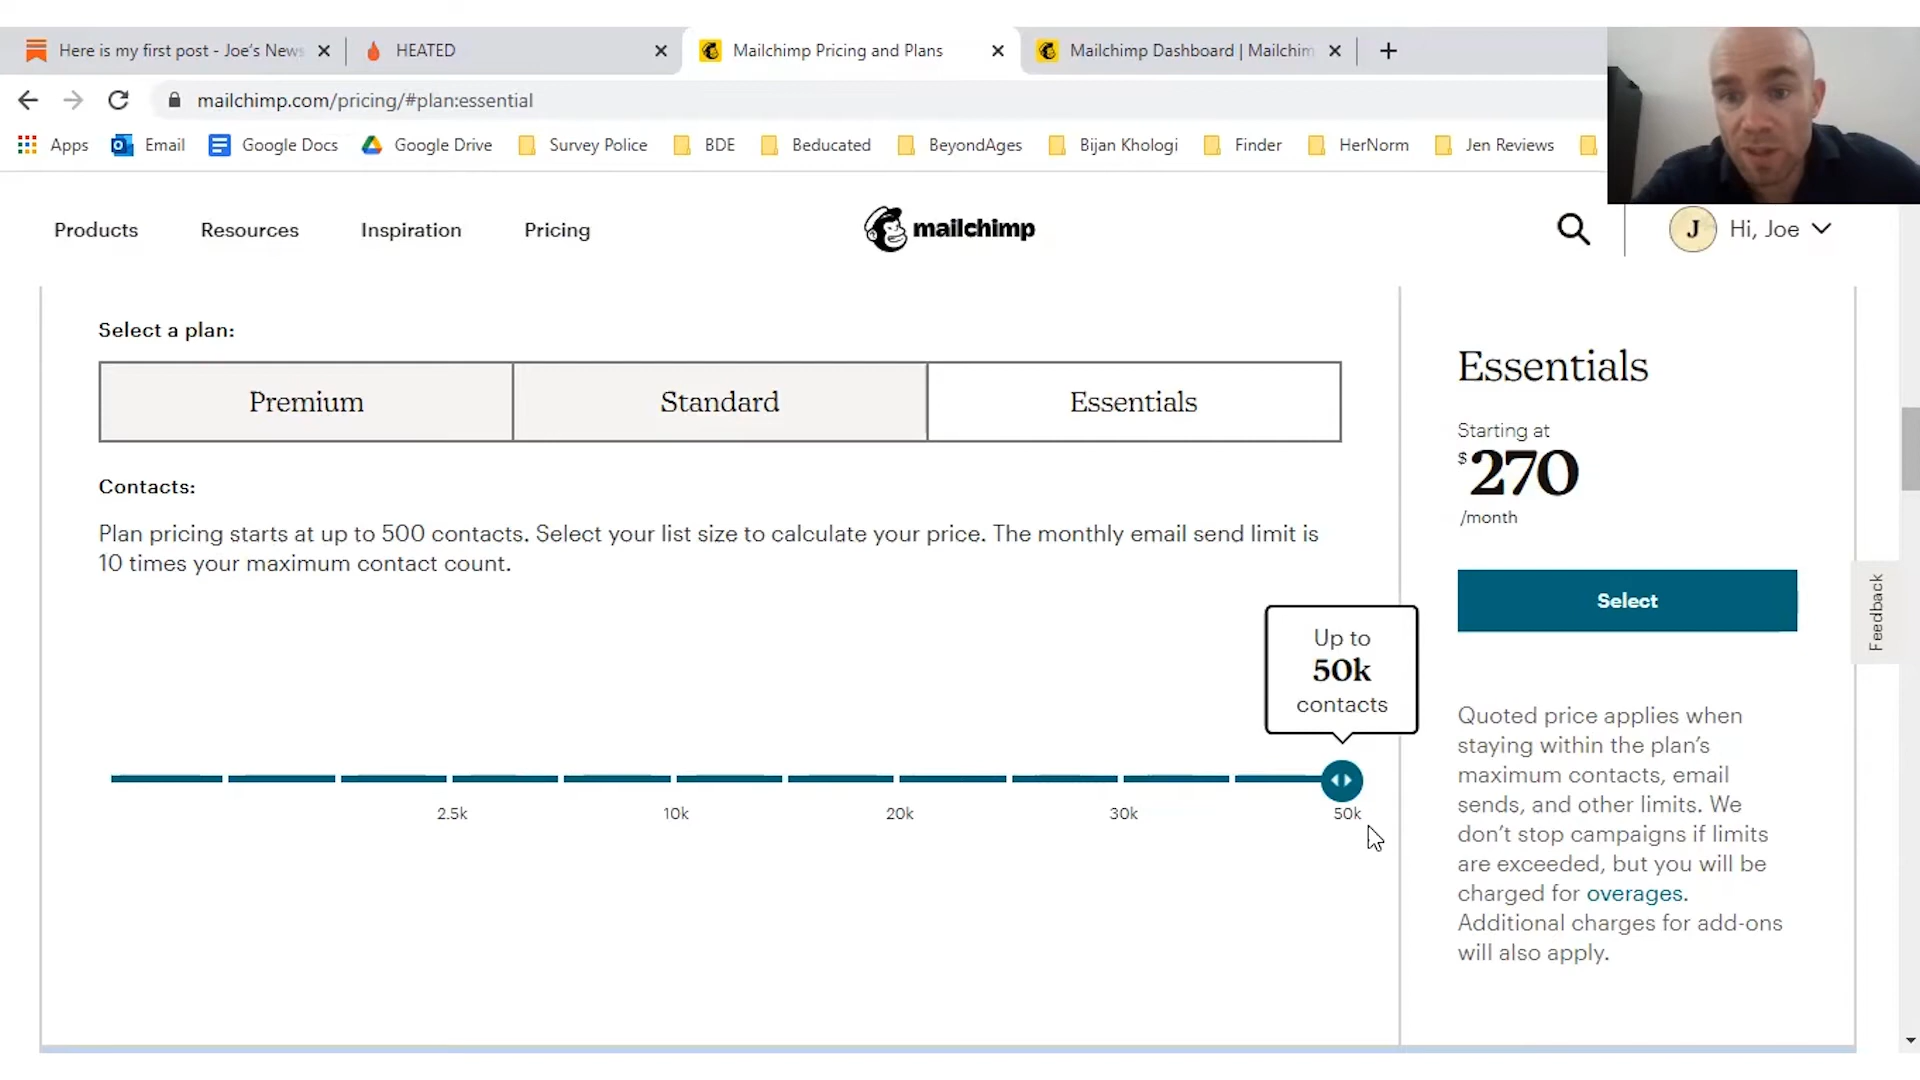 Here is my first post - Joe's News
HEATED
Mailchimp Pricing and Plans
Mailchimp Dashboard | Mailchim
mailchimp.com/pricing/#plan:essential
Apps
Email
Google Docs
Google Drive
Survey Police
BDE
Beducated
BeyondAges
Bijan Khologi
Finder
HerNorm
Jen Reviews
Products
Resources
Inspiration
Pricing
mailchimp
J
Hi, Joe
Select a plan:
Premium
Standard
Essentials
Contacts:
Plan pricing starts at up to 500 contacts. Select your list size to calculate your price. The monthly email send limit is
10 times your maximum contact count.
Up to
50k
contacts
2.5k
10k
20k
30k
50k
Essentials
Starting at
$270
/month
Select
Quoted price applies when
staying within the plan's
maximum contacts, email
sends, and other limits. We
don't stop campaigns if limits
are exceeded, but you will be
charged for overages.
Additional charges for add-ons
will also apply.
Feedback